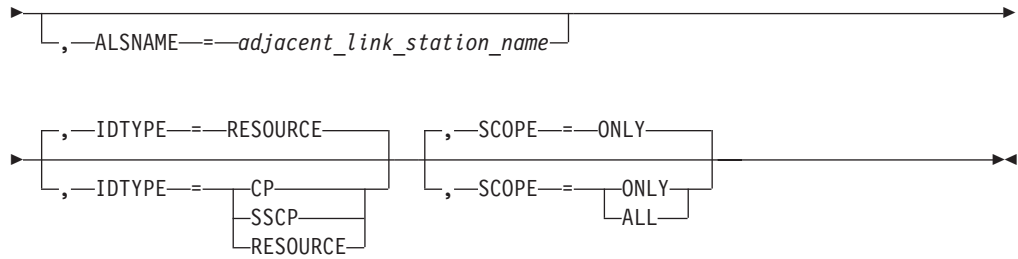 , ALSNAME = adjacent_link_station_name
, IDTYPE = RESOURCE , SCOPE = ONLY
, IDTYPE = CP , SCOPE = ONLY
SSCP ALL
RESOURCE